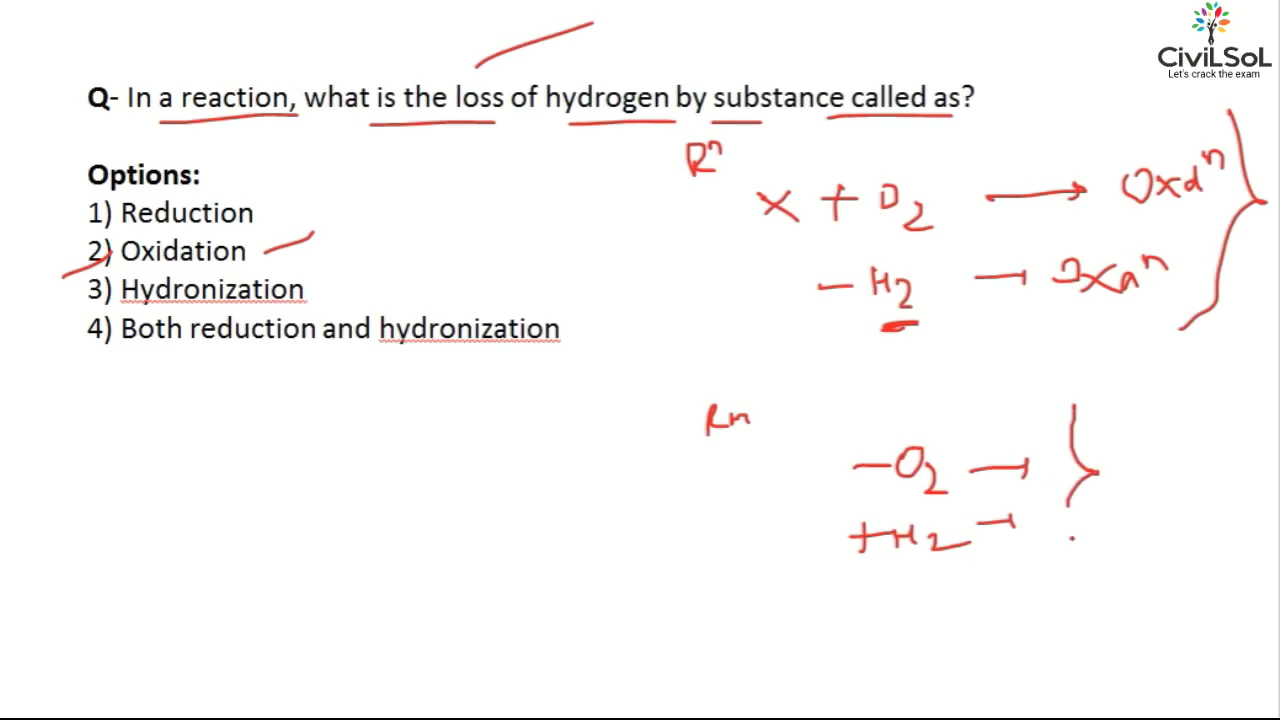 CiviLSoL
Let's crack the exam
Q- In a reaction, what is the loss of hydrogen by substance called as?
Options:
1) Reduction
2) Oxidation
3) Hydronization
4) Both reduction and hydronization
Rⁿ
X + O₂ → Oxdⁿ
− H₂ → Oxaⁿ
Rn
−O₂ →
+H₂ →